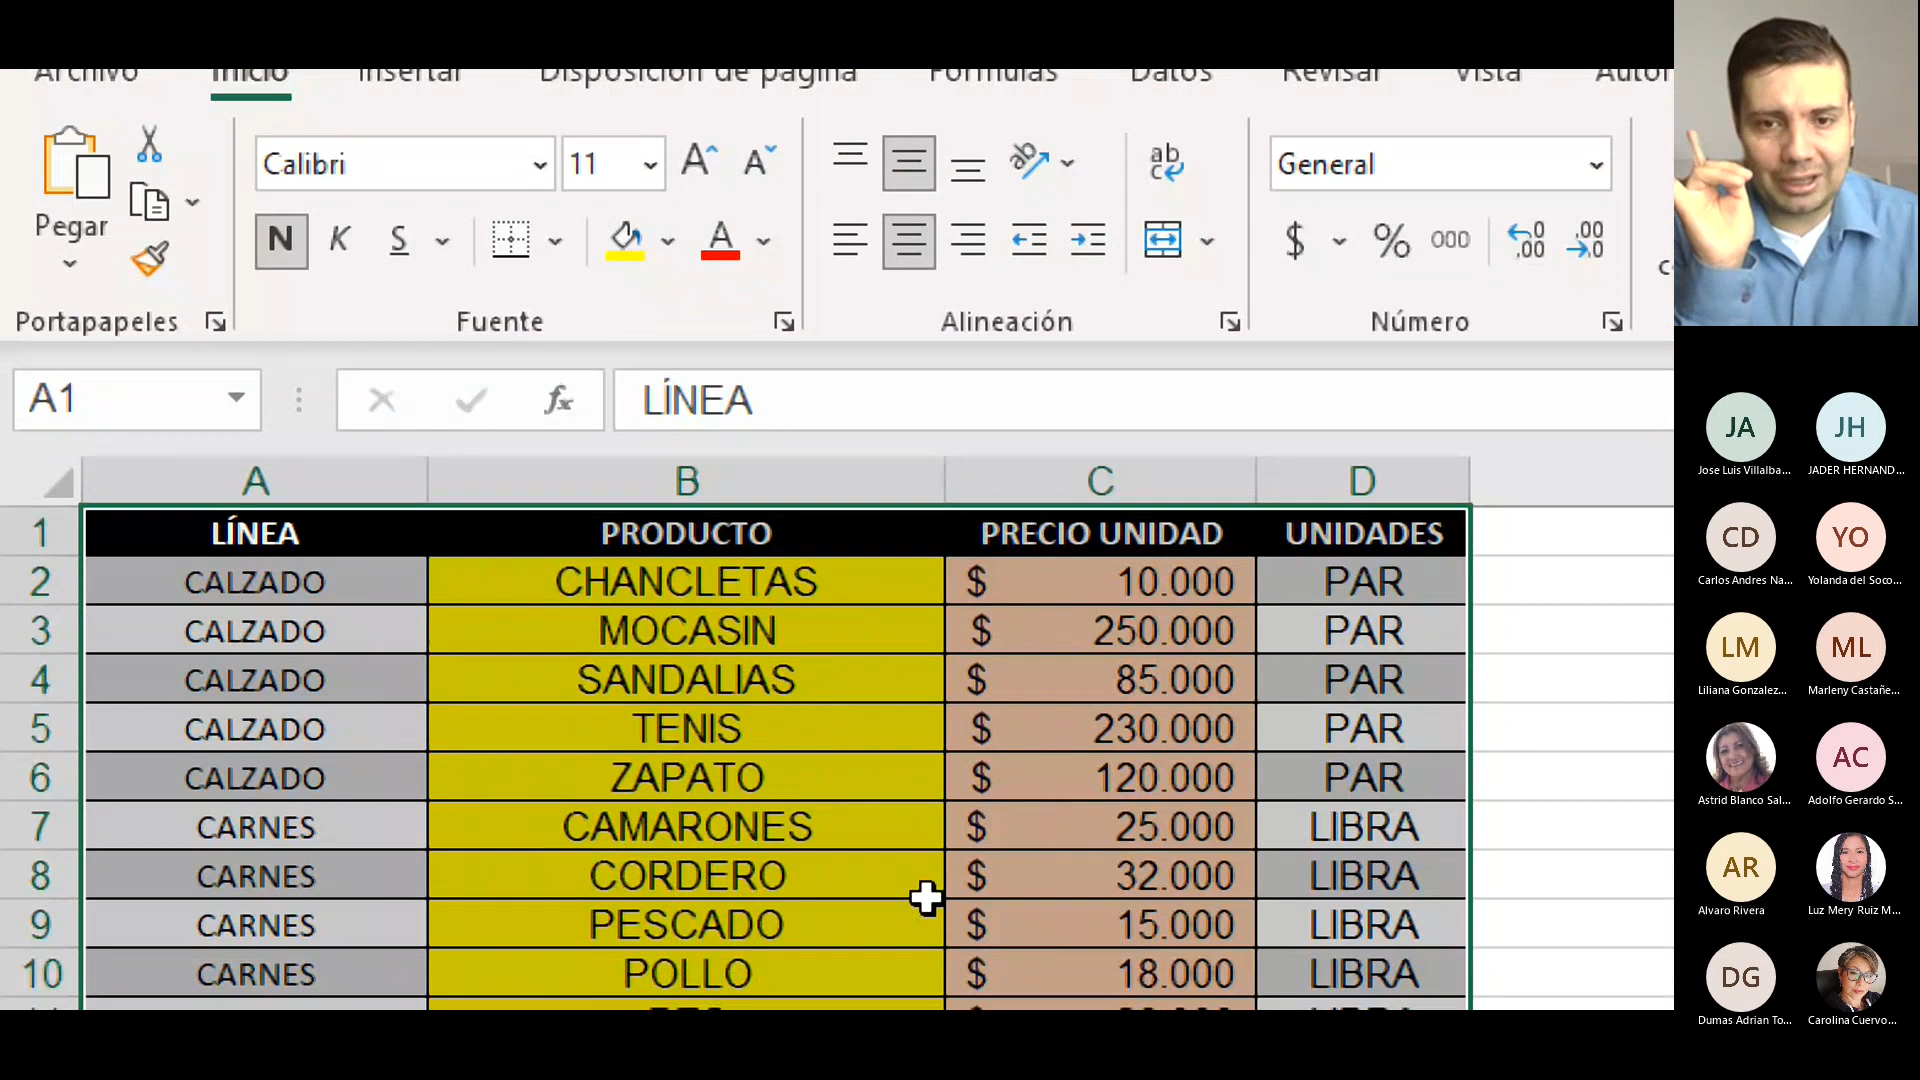 Archivo Inicio Insertar Disposición de página Fórmulas Datos Revisar Vista
Pegar
Calibri 11
General
N K S
A
$ % 000
Portapapeles Fuente Alineación Número
A1 fx LÍNEA
A B C D
1 LÍNEA PRODUCTO PRECIO UNIDAD UNIDADES
2 CALZADO CHANCLETAS $ 10.000 PAR
3 CALZADO MOCASIN $ 250.000 PAR
4 CALZADO SANDALIAS $ 85.000 PAR
5 CALZADO TENIS $ 230.000 PAR
6 CALZADO ZAPATO $ 120.000 PAR
7 CARNES CAMARONES $ 25.000 LIBRA
8 CARNES CORDERO $ 32.000 LIBRA
9 CARNES PESCADO $ 15.000 LIBRA
10 CARNES POLLO $ 18.000 LIBRA
JA JH
Jose Luis Villalba... JADER HERNAND...
CD YO
Carlos Andres Na... Yolanda del Soco...
LM ML
Liliana Gonzalez... Marleny Castañe...
AC
Astrid Blanco Sal... Adolfo Gerardo S...
AR
Alvaro Rivera Luz Mery Ruiz M...
DG
Dumas Adrian To... Carolina Cuervo...